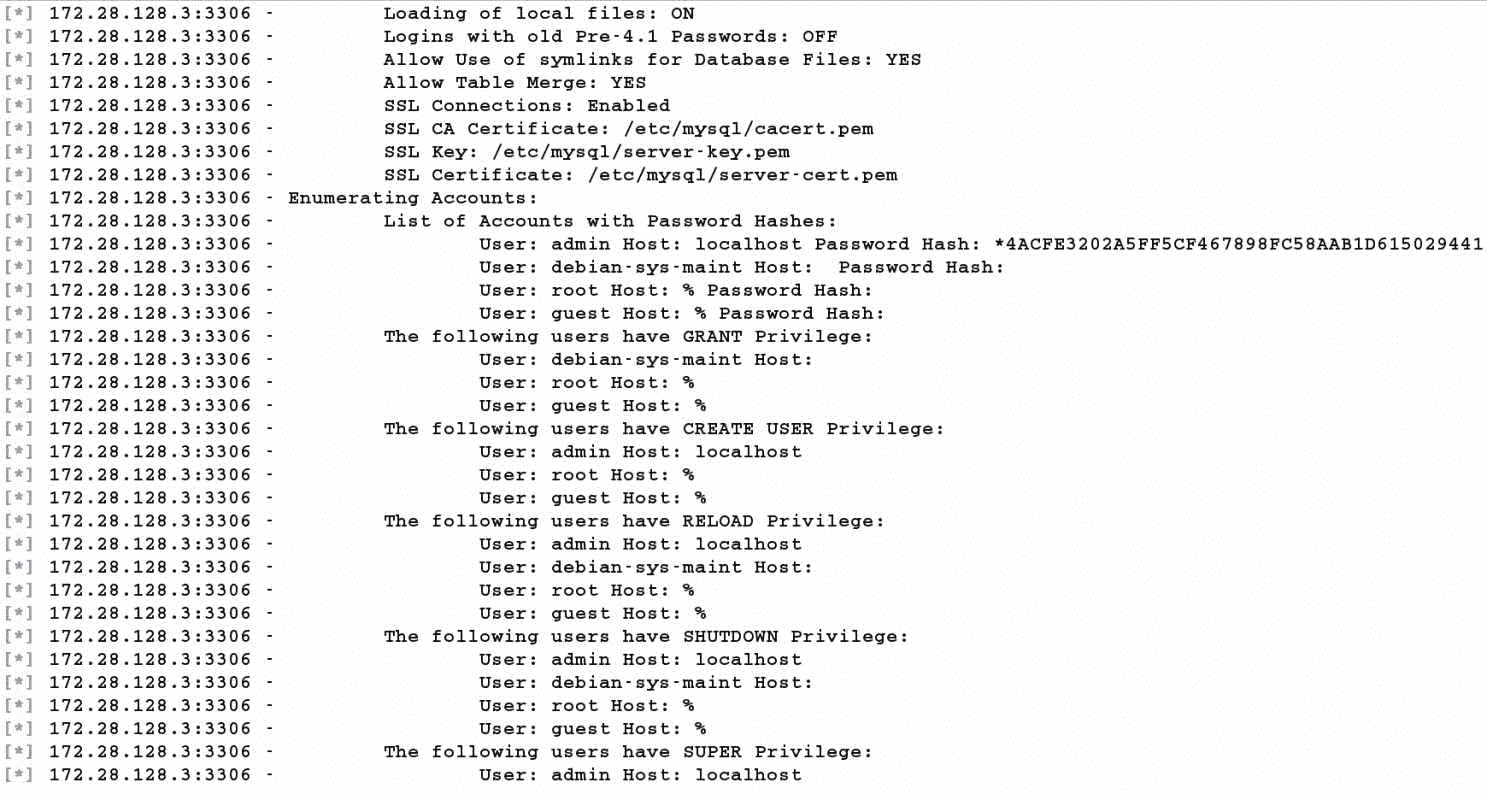 [*] 172.28.128.3:3306 - Loading of local files: ON
[*] 172.28.128.3:3306 - Logins with old Pre-4.1 Passwords: OFF
[*] 172.28.128.3:3306 - Allow Use of symlinks for Database Files: YES
[*] 172.28.128.3:3306 - Allow Table Merge: YES
[*] 172.28.128.3:3306 - SSL Connections: Enabled
[*] 172.28.128.3:3306 - SSL CA Certificate: /etc/mysql/cacert.pem
[*] 172.28.128.3:3306 - SSL Key: /etc/mysql/server-key.pem
[*] 172.28.128.3:3306 - SSL Certificate: /etc/mysql/server-cert.pem
[*] 172.28.128.3:3306 - Enumerating Accounts:
[*] 172.28.128.3:3306 - List of Accounts with Password Hashes:
[*] 172.28.128.3:3306 - User: admin Host: localhost Password Hash: *4ACFE3202A5FF5CF467898FC58AAB1D615029441
[*] 172.28.128.3:3306 - User: debian-sys-maint Host:  Password Hash:
[*] 172.28.128.3:3306 - User: root Host: % Password Hash:
[*] 172.28.128.3:3306 - User: guest Host: % Password Hash:
[*] 172.28.128.3:3306 - The following users have GRANT Privilege:
[*] 172.28.128.3:3306 - User: debian-sys-maint Host:
[*] 172.28.128.3:3306 - User: root Host: %
[*] 172.28.128.3:3306 - User: guest Host: %
[*] 172.28.128.3:3306 - The following users have CREATE USER Privilege:
[*] 172.28.128.3:3306 - User: admin Host: localhost
[*] 172.28.128.3:3306 - User: root Host: %
[*] 172.28.128.3:3306 - User: guest Host: %
[*] 172.28.128.3:3306 - The following users have RELOAD Privilege:
[*] 172.28.128.3:3306 - User: admin Host: localhost
[*] 172.28.128.3:3306 - User: debian-sys-maint Host:
[*] 172.28.128.3:3306 - User: root Host: %
[*] 172.28.128.3:3306 - User: guest Host: %
[*] 172.28.128.3:3306 - The following users have SHUTDOWN Privilege:
[*] 172.28.128.3:3306 - User: admin Host: localhost
[*] 172.28.128.3:3306 - User: debian-sys-maint Host:
[*] 172.28.128.3:3306 - User: root Host: %
[*] 172.28.128.3:3306 - User: guest Host: %
[*] 172.28.128.3:3306 - The following users have SUPER Privilege:
[*] 172.28.128.3:3306 - User: admin Host: localhost